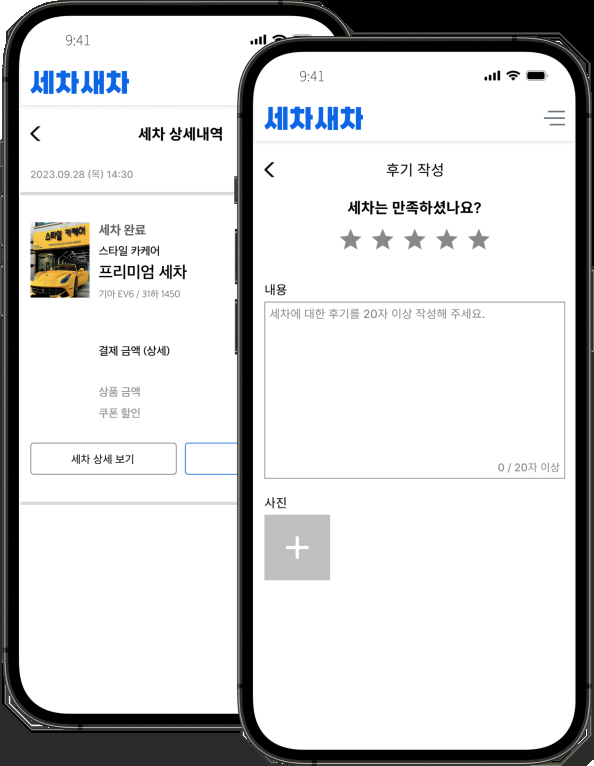 9:41
세차새차
세차 상세내역
2023.09.28 (목) 14:30
스타일 카케어
세차 완료
스타일 카케어
프리미엄 세차
기아 EV6 / 31하 1450
결제 금액 (상세)
상품 금액
쿠폰 할인
세차 상세 보기
9:41
세차새차
후기 작성
세차는 만족하셨나요?
내용
세차에 대한 후기를 20자 이상 작성해 주세요.
0 / 20자 이상
사진